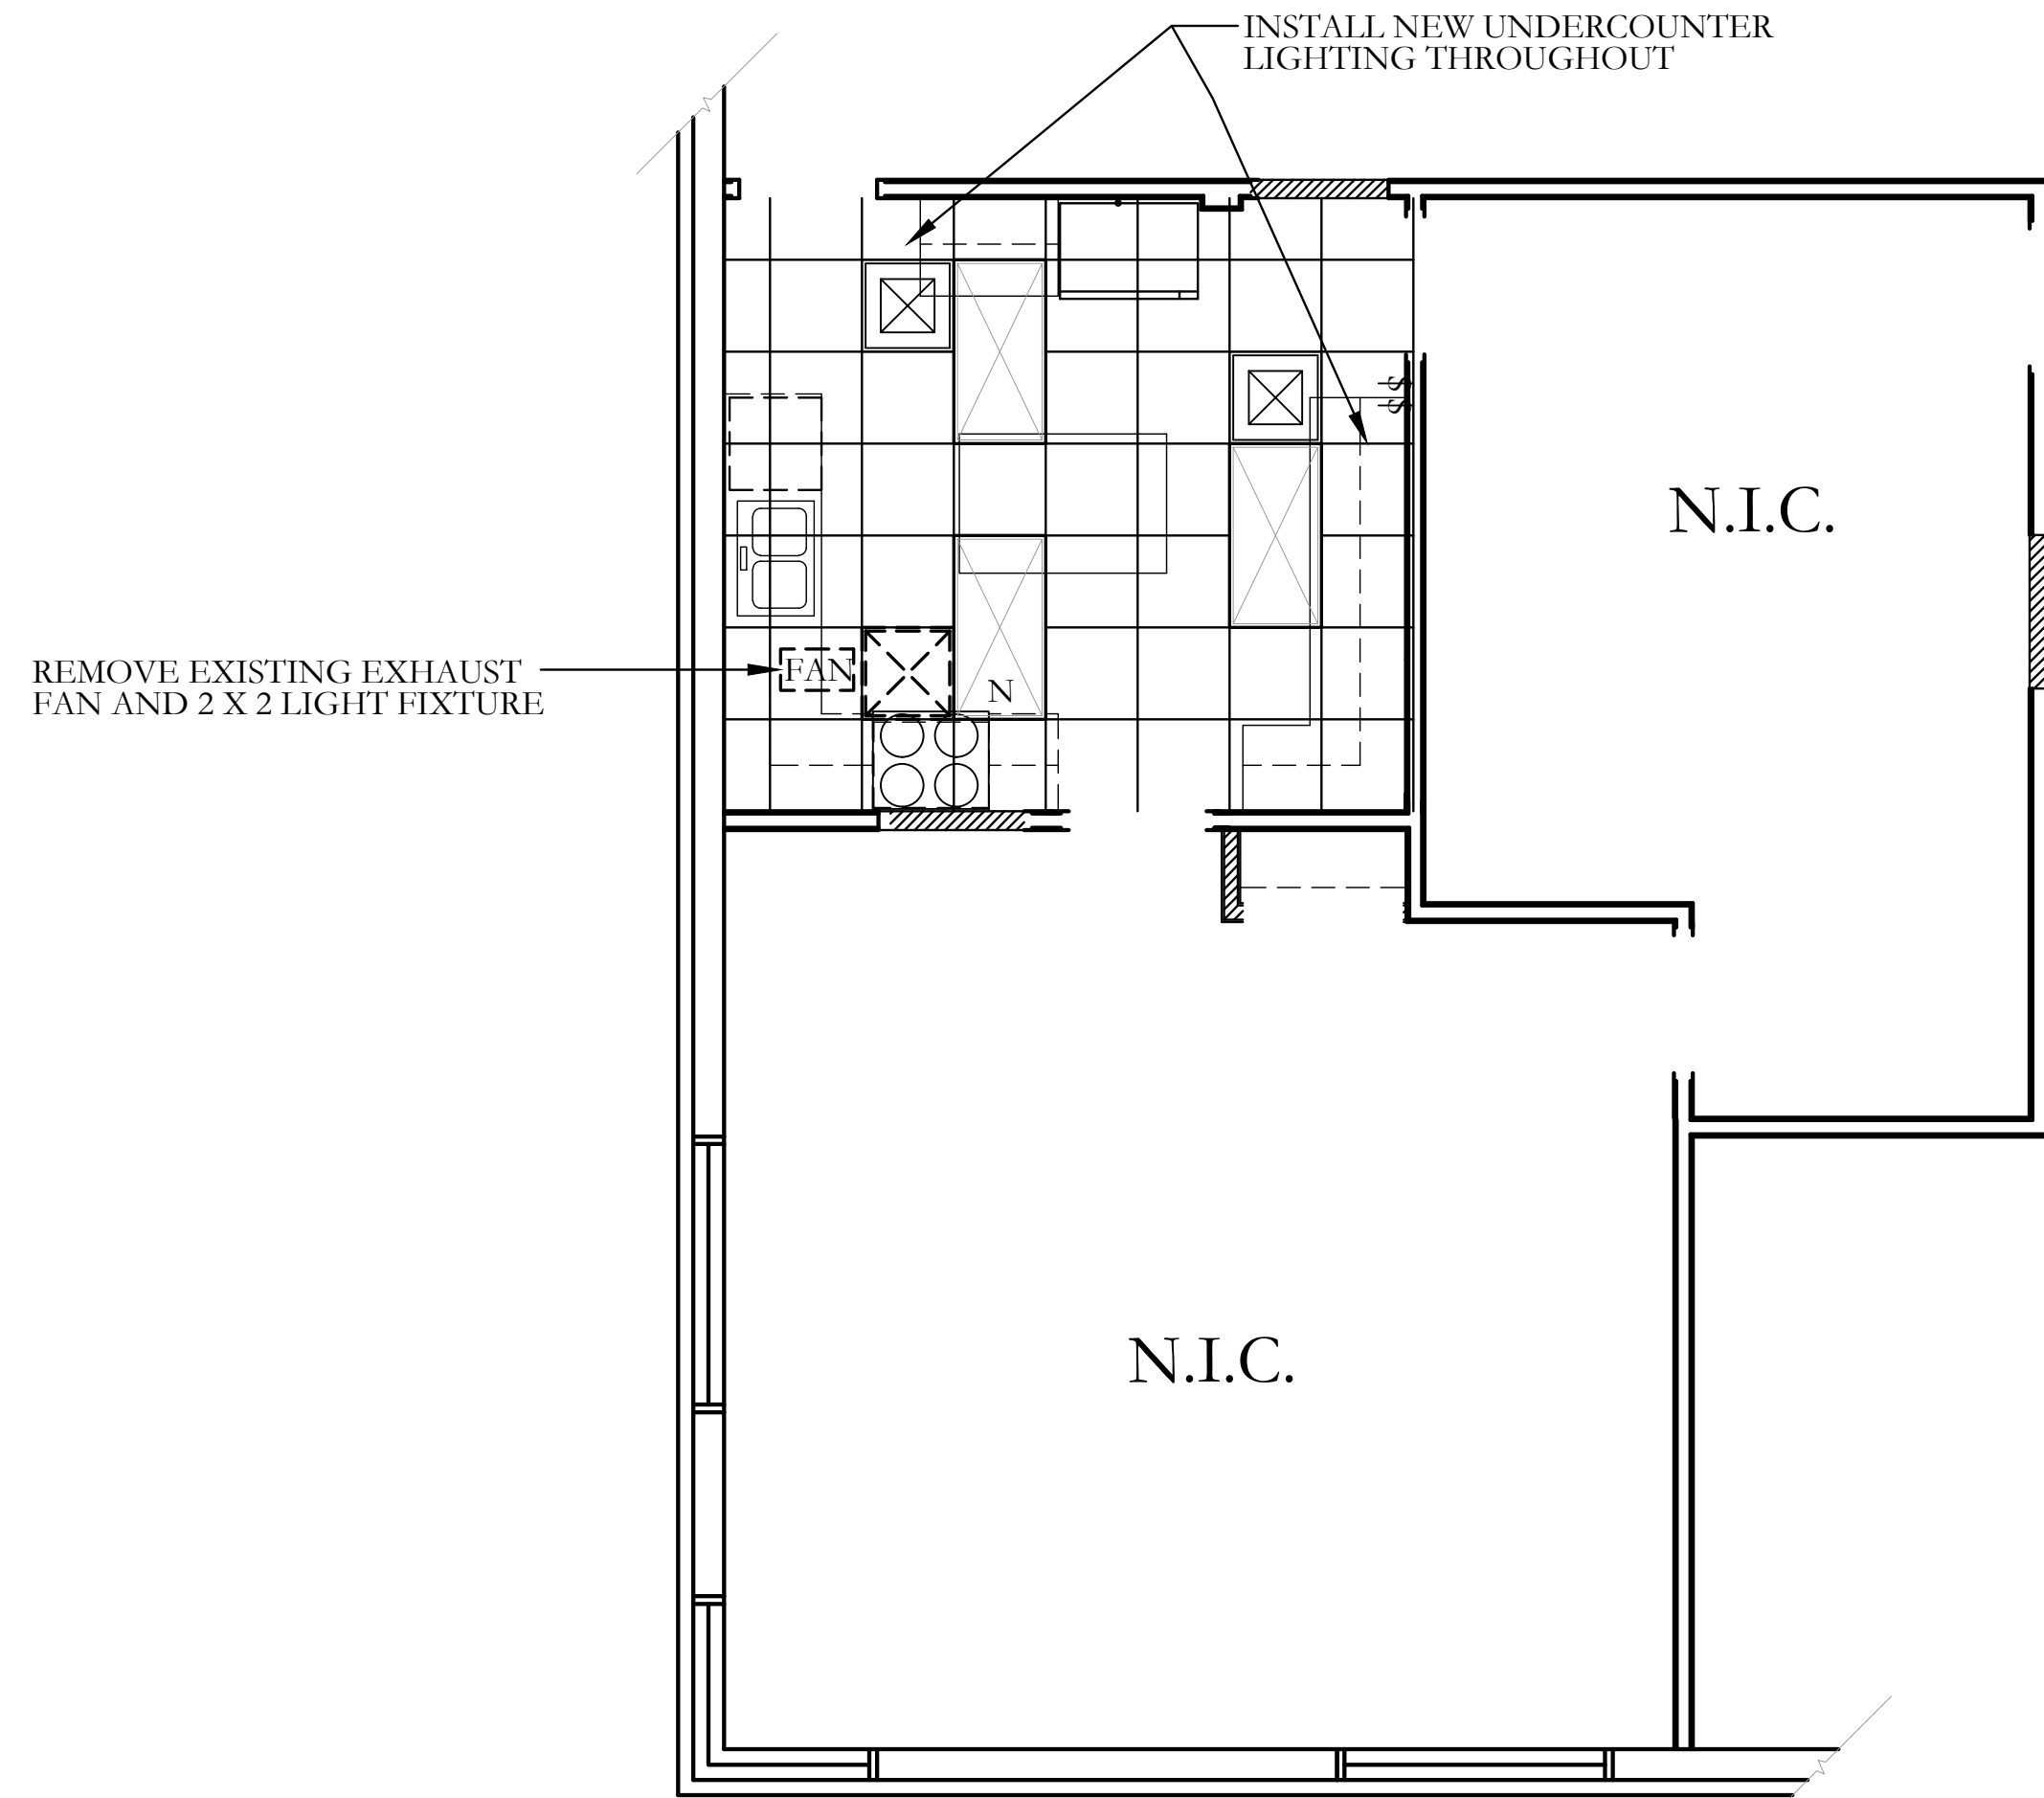 INSTALL NEW UNDERCOUNTER
LIGHTING THROUGHOUT
S
S
N.I.C.
REMOVE EXISTING EXHAUST
FAN AND 2 X 2 LIGHT FIXTURE
FAN
N
N.I.C.